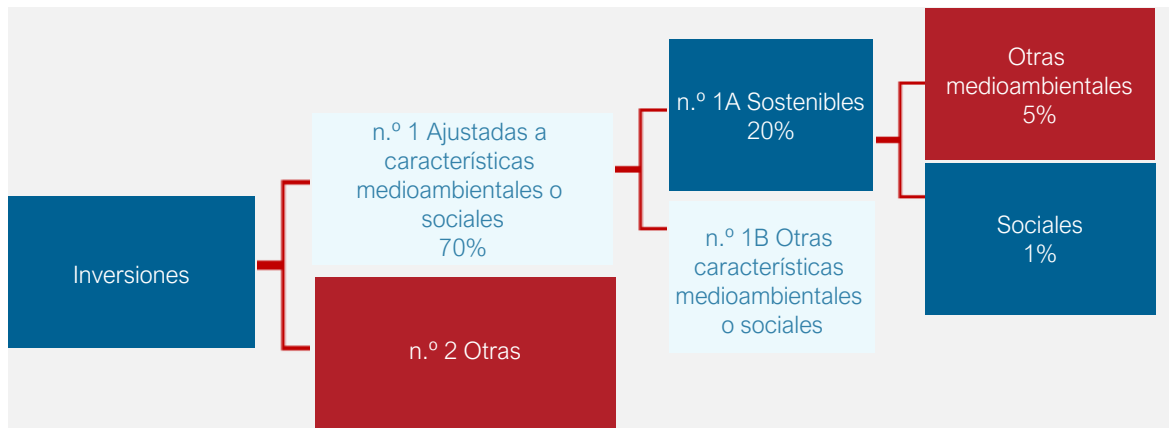 Inversiones
n.º 1 Ajustadas a
características
medioambientales o
sociales
70%
n.º 2 Otras
n.º 1A Sostenibles
20%
n.º 1B Otras
características
medioambientales
o sociales
Otras
medioambientales
5%
Sociales
1%